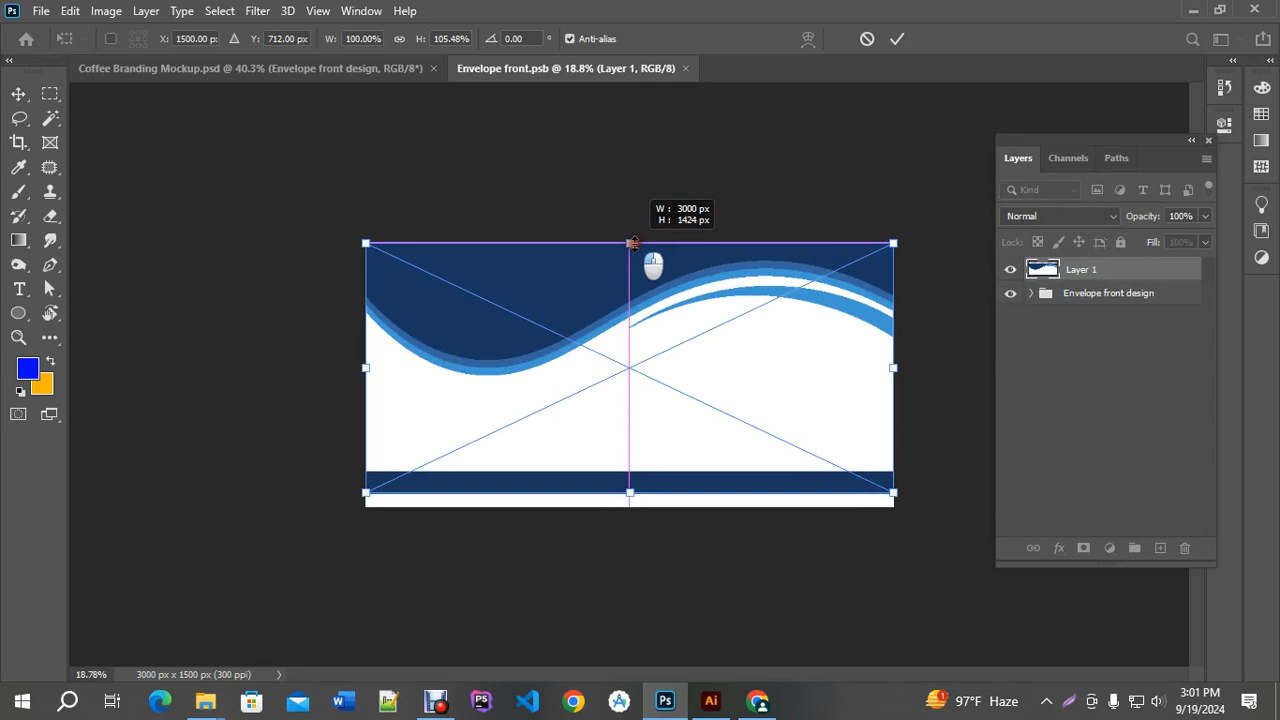 Ps File Edit Image Layer Type Select Filter 3D View Window Help
X: 1500.00 px Y: 712.00 px W: 100.00% H: 105.48% 0.00 ° Anti-alias
Coffee Branding Mockup.psd @ 40.3% (Envelope front design, RGB/8*) × Envelope front.psb @ 18.8% (Layer 1, RGB/8) ×
Layers Channels Paths
Kind
Normal Opacity: 100%
Lock: Fill: 100%
Layer 1
Envelope front design
W : 3000 px
H : 1424 px
18.78% 3000 px x 1500 px (300 ppi)
97°F Haze
3:01 PM
9/19/2024